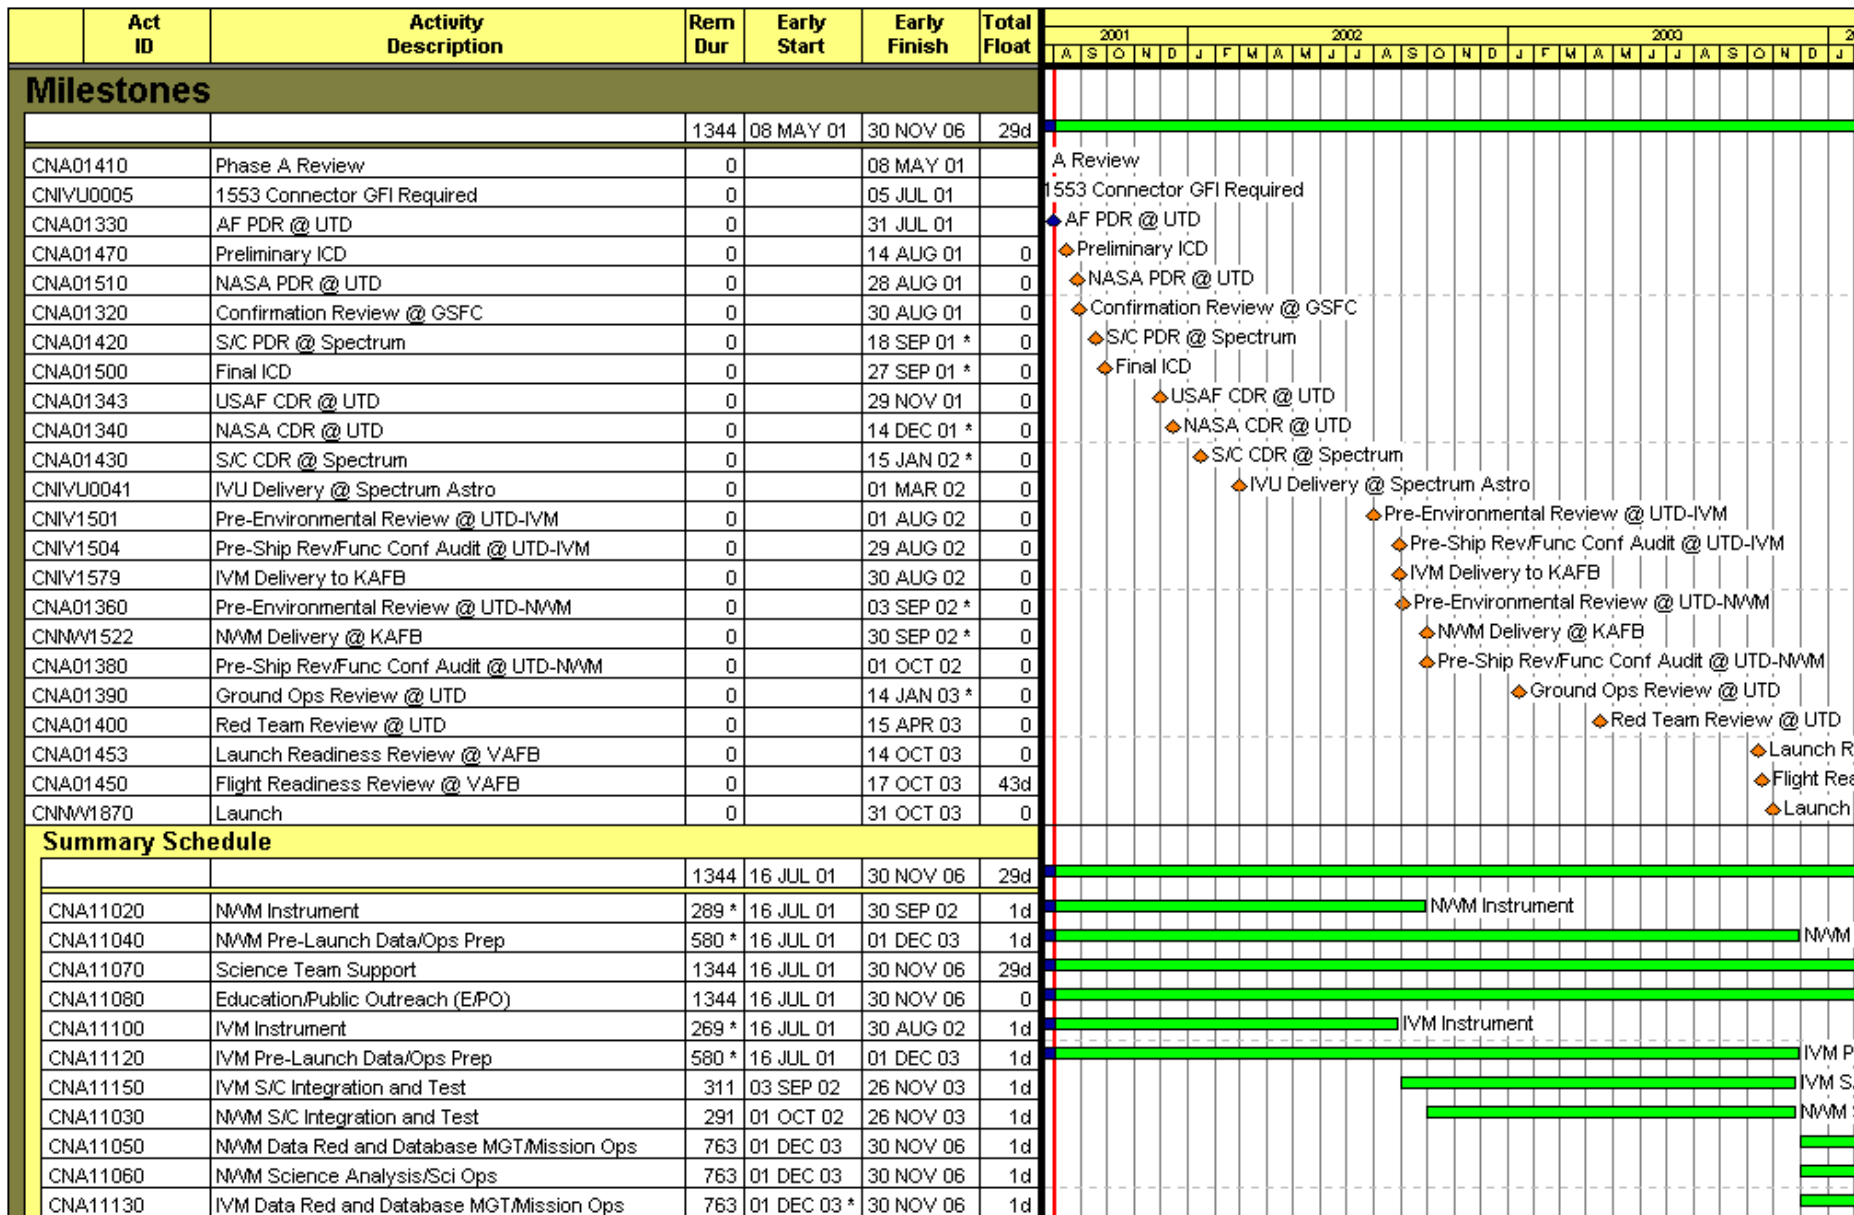 Act ID Activity Description Rem Dur Early Start Early Finish Total Float
2001 2002 2003
A S O N D J F M A M J J A S O N D J F M A M J J A S O N D J
Milestones
1344 08 MAY 01 30 NOV 06 29d
CNA01410 Phase A Review 0 08 MAY 01 A Review
CNIVU0005 1553 Connector GFI Required 0 05 JUL 01 1553 Connector GFI Required
CNA01330 AF PDR @ UTD 0 31 JUL 01 AF PDR @ UTD
CNA01470 Preliminary ICD 0 14 AUG 01 0 Preliminary ICD
CNA01510 NASA PDR @ UTD 0 28 AUG 01 0 NASA PDR @ UTD
CNA01320 Confirmation Review @ GSFC 0 30 AUG 01 0 Confirmation Review @ GSFC
CNA01420 S/C PDR @ Spectrum 0 18 SEP 01 * 0 S/C PDR @ Spectrum
CNA01500 Final ICD 0 27 SEP 01 * 0 Final ICD
CNA01343 USAF CDR @ UTD 0 29 NOV 01 0 USAF CDR @ UTD
CNA01340 NASA CDR @ UTD 0 14 DEC 01 * 0 NASA CDR @ UTD
CNA01430 S/C CDR @ Spectrum 0 15 JAN 02 * 0 S/C CDR @ Spectrum
CNIVU0041 IVU Delivery @ Spectrum Astro 0 01 MAR 02 0 IVU Delivery @ Spectrum Astro
CNIV1501 Pre-Environmental Review @ UTD-IVM 0 01 AUG 02 0 Pre-Environmental Review @ UTD-IVM
CNIV1504 Pre-Ship Rev/Func Conf Audit @ UTD-IVM 0 29 AUG 02 0 Pre-Ship Rev/Func Conf Audit @ UTD-IVM
CNIV1579 IVM Delivery to KAFB 0 30 AUG 02 0 IVM Delivery to KAFB
CNA01360 Pre-Environmental Review @ UTD-NWM 0 03 SEP 02 * 0 Pre-Environmental Review @ UTD-NWM
CNNW1522 NWM Delivery @ KAFB 0 30 SEP 02 * 0 NWM Delivery @ KAFB
CNA01380 Pre-Ship Rev/Func Conf Audit @ UTD-NWM 0 01 OCT 02 0 Pre-Ship Rev/Func Conf Audit @ UTD-NWM
CNA01390 Ground Ops Review @ UTD 0 14 JAN 03 * 0 Ground Ops Review @ UTD
CNA01400 Red Team Review @ UTD 0 15 APR 03 0 Red Team Review @ UTD
CNA01453 Launch Readiness Review @ VAFB 0 14 OCT 03 0 Launch R
CNA01450 Flight Readiness Review @ VAFB 0 17 OCT 03 43d Flight Rea
CNNW1870 Launch 0 31 OCT 03 0 Launch
Summary Schedule
1344 16 JUL 01 30 NOV 06 29d
CNA11020 NWM Instrument 289 * 16 JUL 01 30 SEP 02 1d NWM Instrument
CNA11040 NWM Pre-Launch Data/Ops Prep 580 * 16 JUL 01 01 DEC 03 1d NWM
CNA11070 Science Team Support 1344 16 JUL 01 30 NOV 06 29d
CNA11080 Education/Public Outreach (E/PO) 1344 16 JUL 01 30 NOV 06 0
CNA11100 IVM Instrument 269 * 16 JUL 01 30 AUG 02 1d IVM Instrument
CNA11120 IVM Pre-Launch Data/Ops Prep 580 * 16 JUL 01 01 DEC 03 1d IVM P
CNA11150 IVM S/C Integration and Test 311 03 SEP 02 26 NOV 03 1d IVM S
CNA11030 NWM S/C Integration and Test 291 01 OCT 02 26 NOV 03 1d NWM
CNA11050 NWM Data Red and Database MGT/Mission Ops 763 01 DEC 03 30 NOV 06 1d
CNA11060 NWM Science Analysis/Sci Ops 763 01 DEC 03 30 NOV 06 1d
CNA11130 IVM Data Red and Database MGT/Mission Ops 763 01 DEC 03 * 30 NOV 06 1d